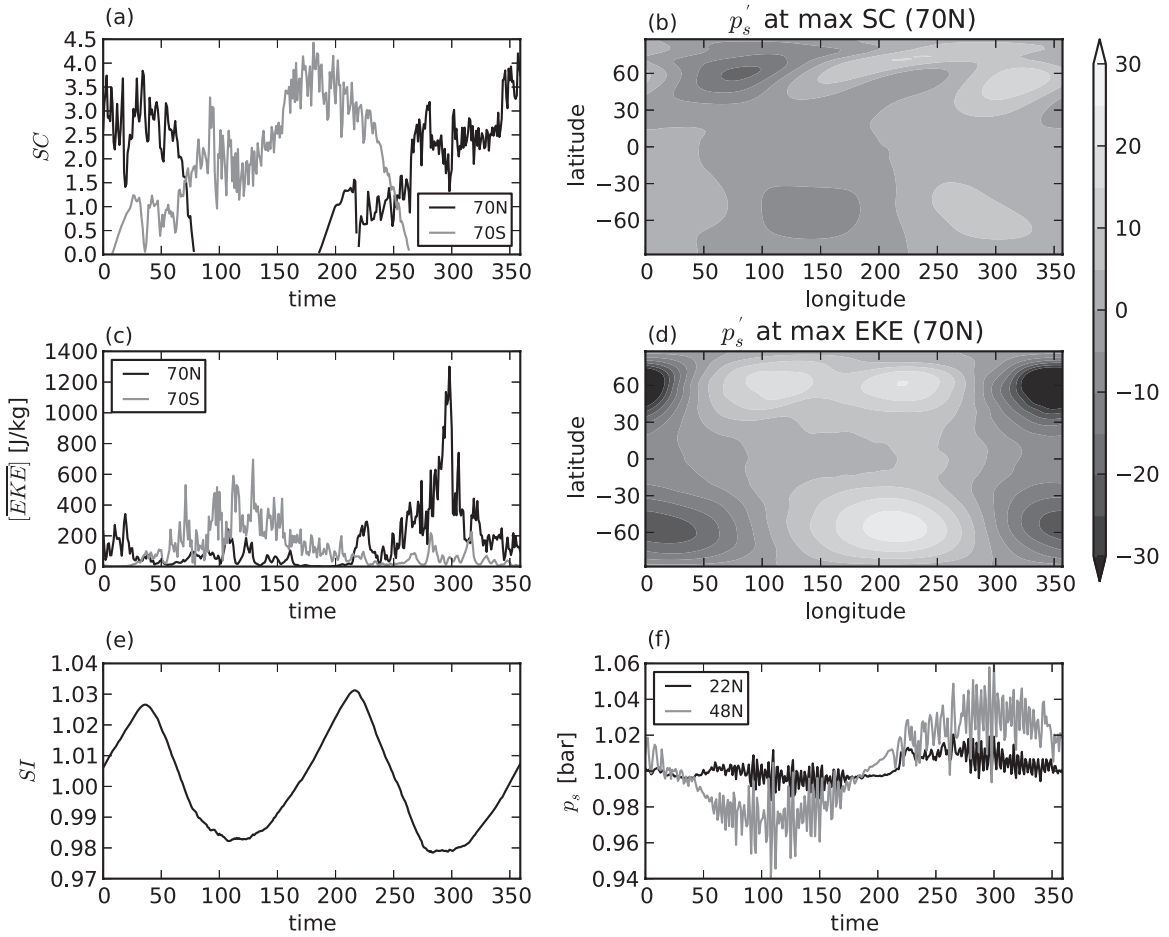 (a)
4.5
4.0
3.5
3.0
2.5
2.0
1.5
1.0
0.5
0.0
SC
70N
70S
0 50 100 150 200 250 300 350
time
(b) p_s' at max SC (70N)
60
30
0
−30
−60
latitude
0 50 100 150 200 250 300 350
longitude
30
20
10
0
−10
−20
−30
(c)
1400
1200
1000
800
600
400
200
0
[EKE] [J/kg]
70N
70S
0 50 100 150 200 250 300 350
time
(d) p_s' at max EKE (70N)
60
30
0
−30
−60
latitude
0 50 100 150 200 250 300 350
longitude
(e)
1.04
1.03
1.02
1.01
1.00
0.99
0.98
0.97
SI
0 50 100 150 200 250 300 350
time
(f)
1.06
1.04
1.02
1.00
0.98
0.96
0.94
p_s [bar]
22N
48N
0 50 100 150 200 250 300 350
time